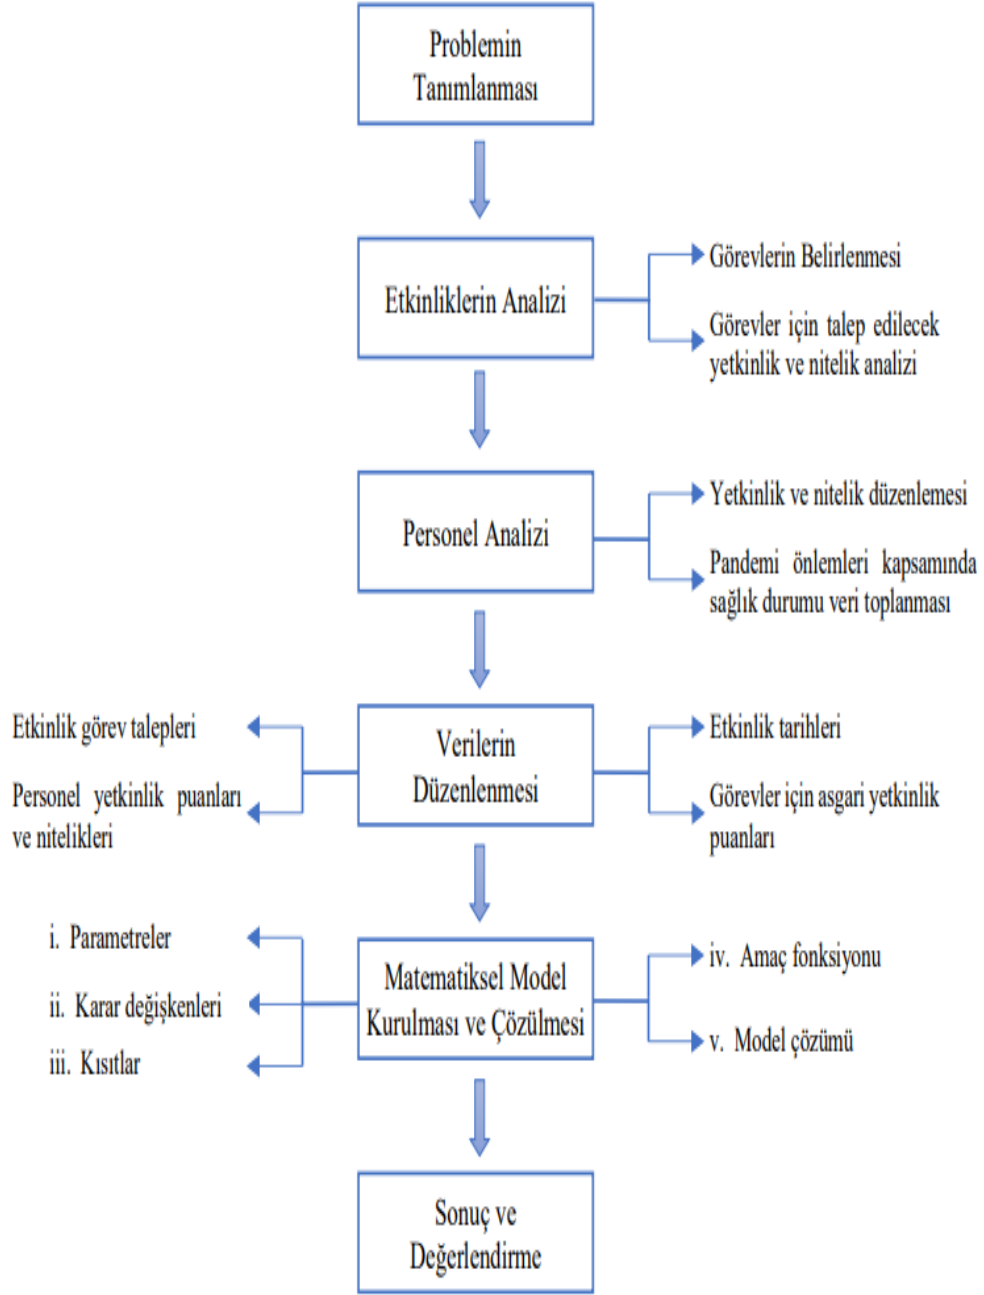 Problemin
Tanımlanması
Etkinliklerin Analizi
Görevlerin Belirlenmesi
Görevler için talep edilecek
yetkinlik ve nitelik analizi
Personel Analizi
Yetkinlik ve nitelik düzenlemesi
Pandemi önlemleri kapsamında
sağlık durumu veri toplanması
Etkinlik görev talepleri
Personel yetkinlik puanları
ve nitelikleri
Verilerin
Düzenlenmesi
Etkinlik tarihleri
Görevler için asgari yetkinlik
puanları
i. Parametreler
ii. Karar değişkenleri
iii. Kısıtlar
Matematiksel Model
Kurulması ve Çözülmesi
iv. Amaç fonksiyonu
v. Model çözümü
Sonuç ve
Değerlendirme